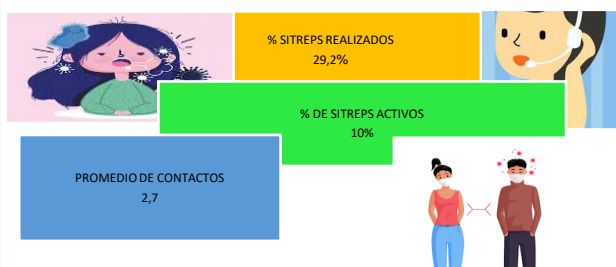 % SITREPS REALIZADOS
29,2%
% DE SITREPS ACTIVOS
10%
PROMEDIO DE CONTACTOS
2,7